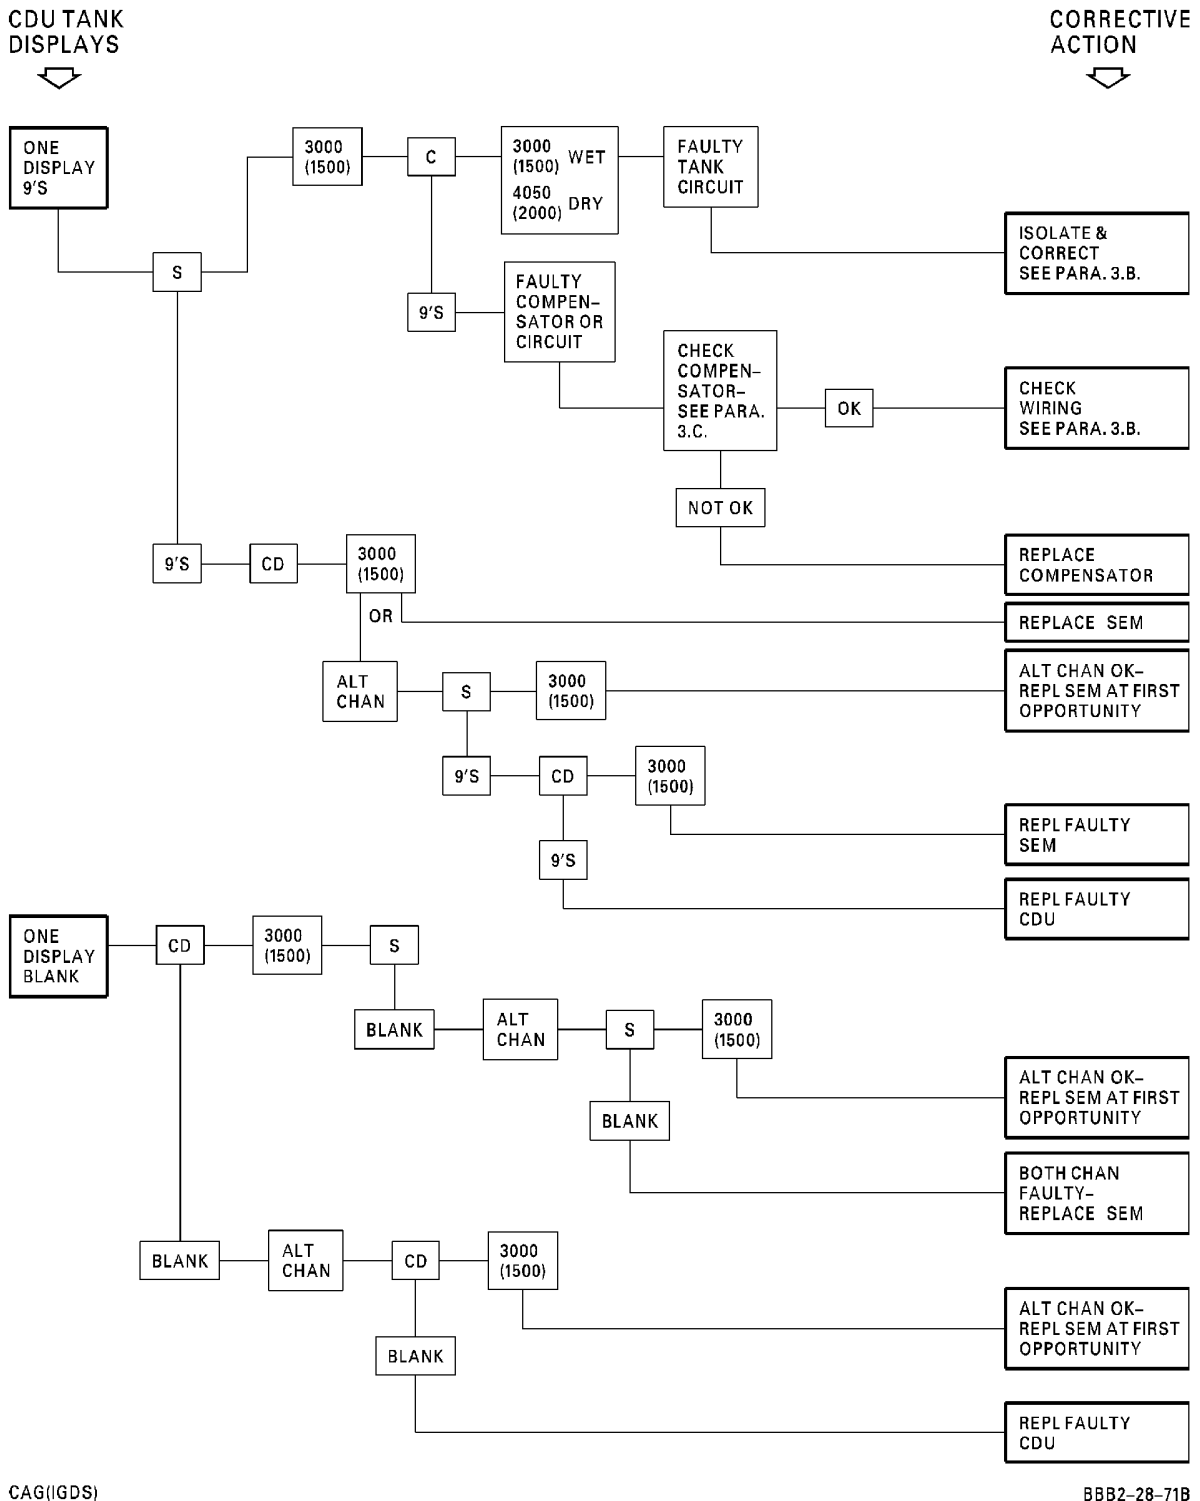 CDU TANK
DISPLAYS
CORRECTIVE
ACTION
ONE
DISPLAY
9'S
S
3000
(1500)
C
3000
(1500) WET
4050
(2000) DRY
FAULTY
TANK
CIRCUIT
ISOLATE &
CORRECT
SEE PARA. 3.B.
9'S
FAULTY
COMPEN–
SATOR OR
CIRCUIT
CHECK
COMPEN–
SATOR–
SEE PARA.
3.C.
OK
CHECK
WIRING
SEE PARA. 3.B.
NOT OK
REPLACE
COMPENSATOR
9'S
CD
3000
(1500)
OR
REPLACE SEM
ALT
CHAN
S
3000
(1500)
ALT CHAN OK–
REPL SEM AT FIRST
OPPORTUNITY
9'S
CD
3000
(1500)
REPL FAULTY
SEM
9'S
REPL FAULTY
CDU
ONE
DISPLAY
BLANK
CD
3000
(1500)
S
BLANK
ALT
CHAN
S
3000
(1500)
ALT CHAN OK–
REPL SEM AT FIRST
OPPORTUNITY
BLANK
BOTH CHAN
FAULTY–
REPLACE SEM
BLANK
ALT
CHAN
CD
3000
(1500)
ALT CHAN OK–
REPL SEM AT FIRST
OPPORTUNITY
BLANK
REPL FAULTY
CDU
CAG(IGDS)
BBB2–28–71B